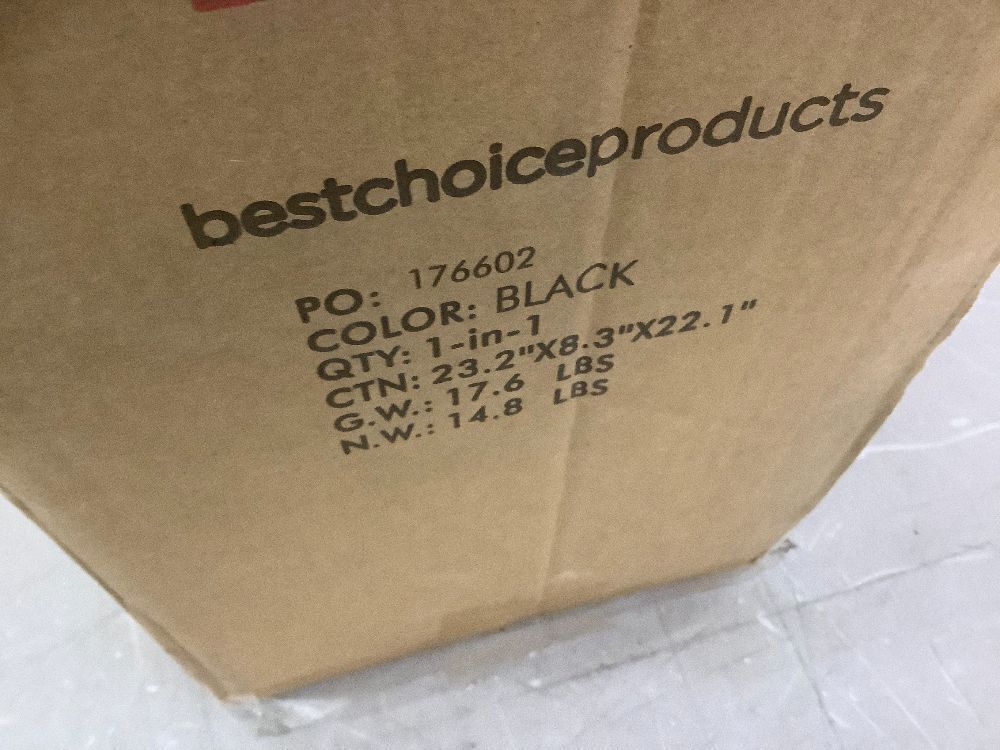 bestchoiceproducts
PO: 176602
COLOR: BLACK
QTY: 1-in-1
CTN: 23.2"X8.3"X22.1"
G.W.: 17.6 LBS
N.W.: 14.8 LBS